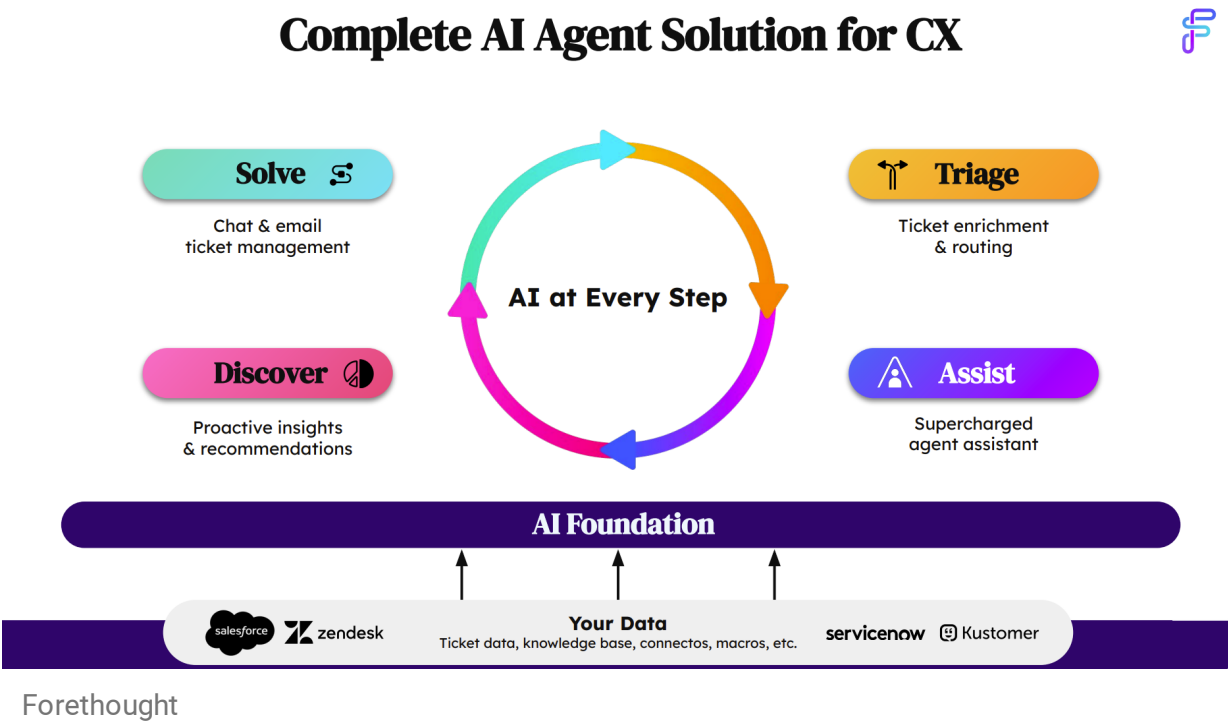 Complete AI Agent Solution for CX
Solve
Chat & email
ticket management
Triage
Ticket enrichment
& routing
AI at Every Step
Discover
Proactive insights
& recommendations
Assist
Supercharged
agent assistant
AI Foundation
salesforce
zendesk
Your Data
Ticket data, knowledge base, connectos, macros, etc.
servicenow
Kustomer
Forethought